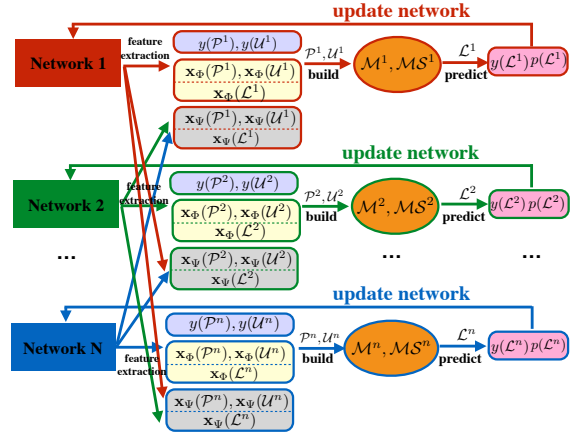 update network
Network 1
feature
extraction
y(𝒫¹), y(𝒰¹)
x_Φ(𝒫¹), x_Φ(𝒰¹)
x_Φ(ℒ¹)
x_Ψ(𝒫¹), x_Ψ(𝒰¹)
x_Ψ(ℒ¹)
𝒫¹, 𝒰¹
build
ℳ¹, ℳ𝒮¹
ℒ¹
predict
y(ℒ¹) p(ℒ¹)
update network
Network 2
feature
extraction
y(𝒫²), y(𝒰²)
x_Φ(𝒫²), x_Φ(𝒰²)
x_Φ(ℒ²)
x_Ψ(𝒫²), x_Ψ(𝒰²)
x_Ψ(ℒ²)
𝒫², 𝒰²
build
ℳ², ℳ𝒮²
ℒ²
predict
y(ℒ²) p(ℒ²)
... ... ...
update network
Network N
feature
extraction
y(𝒫ⁿ), y(𝒰ⁿ)
x_Φ(𝒫ⁿ), x_Φ(𝒰ⁿ)
x_Φ(ℒⁿ)
x_Ψ(𝒫ⁿ), x_Ψ(𝒰ⁿ)
x_Ψ(ℒⁿ)
𝒫ⁿ, 𝒰ⁿ
build
ℳⁿ, ℳ𝒮ⁿ
ℒⁿ
predict
y(ℒⁿ) p(ℒⁿ)